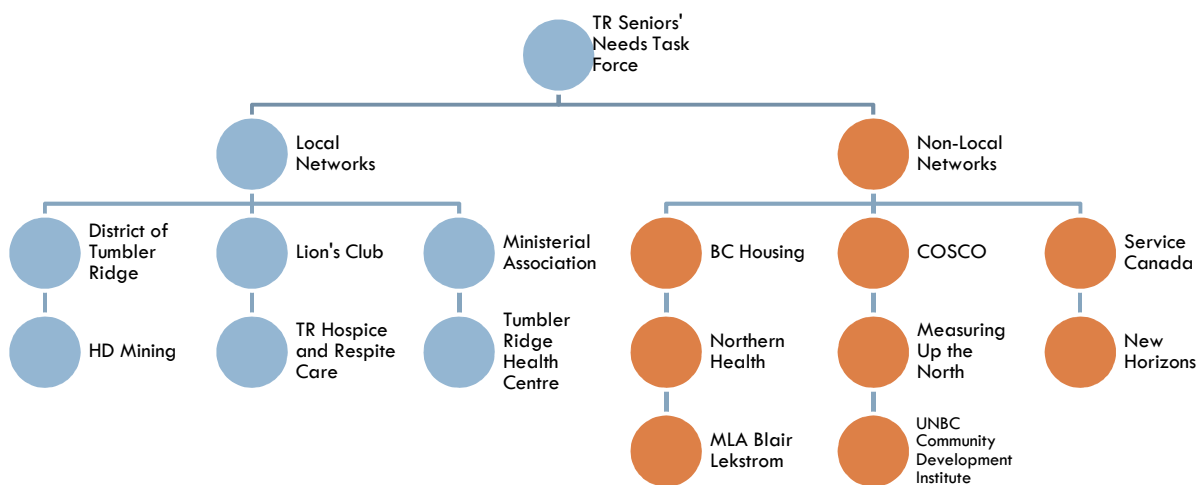 TR Seniors'
Needs Task
Force
Local
Networks
Non-Local
Networks
District of
Tumbler
Ridge
Lion's Club
Ministerial
Association
BC Housing
COSCO
Service
Canada
HD Mining
TR Hospice
and Respite
Care
Tumbler
Ridge
Health
Centre
Northern
Health
Measuring
Up the
North
New
Horizons
MLA Blair
Lekstrom
UNBC
Community
Development
Institute